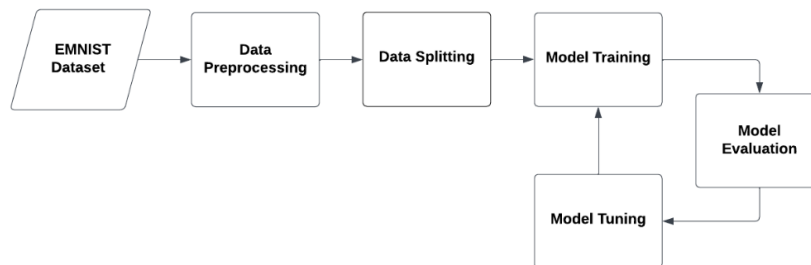 EMNIST
Dataset
Data
Preprocessing
Data Splitting
Model Training
Model
Evaluation
Model Tuning